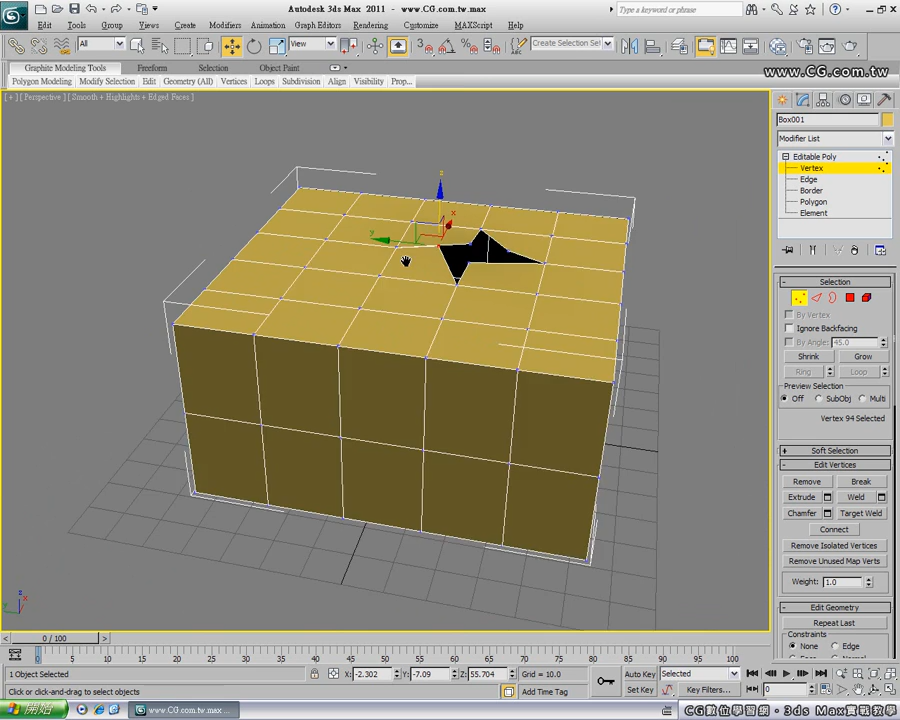 Autodesk 3ds Max 2011 - www.CG.com.tw.max
Type a keyword or phrase
Edit Tools Group Views Create Modifiers Animation Graph Editors Rendering Customize MAXScript Help
All View Create Selection Se
Graphite Modeling Tools Freeform Selection Object Paint
www.CG.com.tw
Polygon Modeling Modify Selection Edit Geometry (All) Vertices Loops Subdivision Align Visibility Prop...
[ + ] [ Perspective ] [ Smooth + Highlights + Edged Faces ]
Box001
Modifier List
Editable Poly
Vertex
Edge
Border
Polygon
Element
Selection
By Vertex
Ignore Backfacing
By Angle: 45.0
Shrink Grow
Ring Loop
Preview Selection
Off SubObj Multi
Vertex 94 Selected
Soft Selection
Edit Vertices
Remove Break
Extrude Weld
Chamfer Target Weld
Connect
Remove Isolated Vertices
Remove Unused Map Verts
Weight: 1.0
Edit Geometry
Repeat Last
Constraints
None Edge
z
x
y
0 / 100
0 5 10 15 20 25 30 35 40 45 50 55 60 65 70 75 80 85 90 95 100
1 Object Selected X: -2.302 Y: -7.09 Z: 55.704 Grid = 10.0 Auto Key Selected
Click or click-and-drag to select objects Add Time Tag Set Key Key Filters... 0
開始 www.CG.com.tw.max ... CG數位學習網‧3ds Max實戰教學